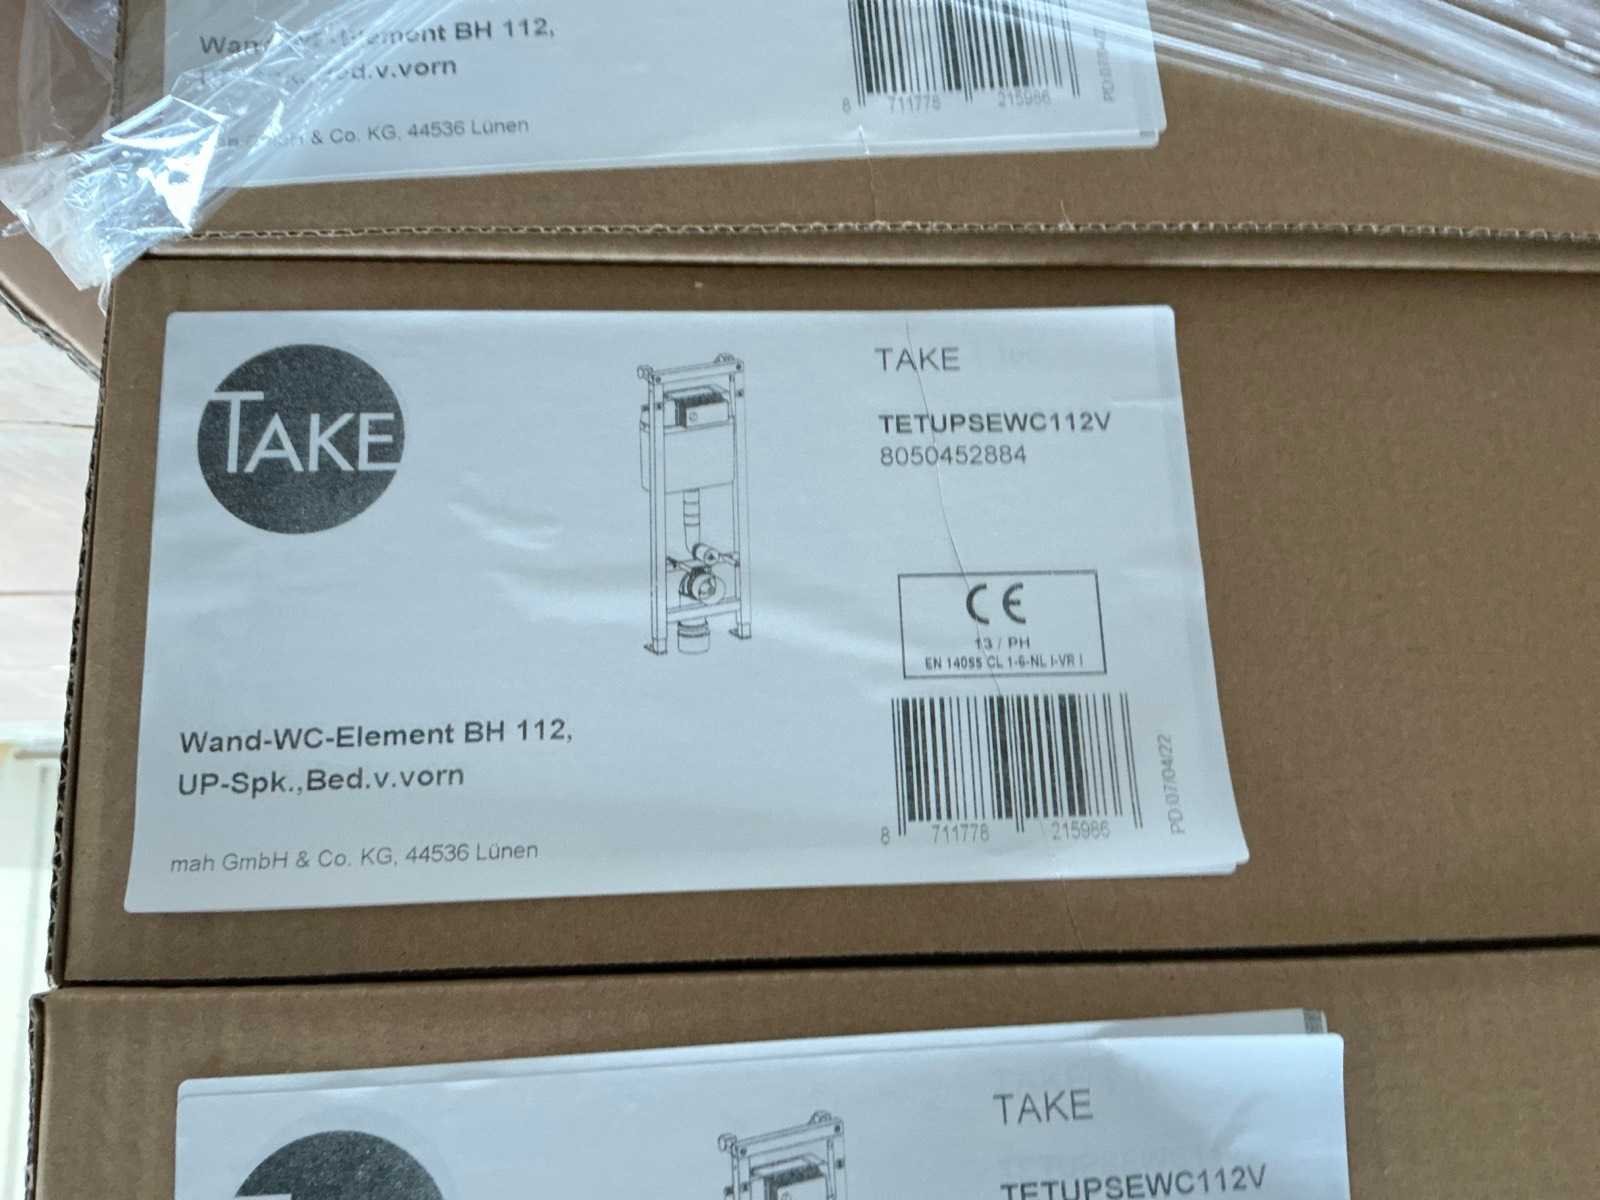 Element BH 112,
Bed.v.vorn
& Co. KG, 44536 Lünen
8 711778 215986
TAKE
TAKE
TETUPSEWC112V
8050452884
CE
13 / PH
EN 14055 CL 1-6-NL I-VR I
Wand-WC-Element BH 112,
UP-Spk.,Bed.v.vorn
mah GmbH & Co. KG, 44536 Lünen
8 711778 215986
PD:07/04/22
TAKE
TETUPSEWC112V